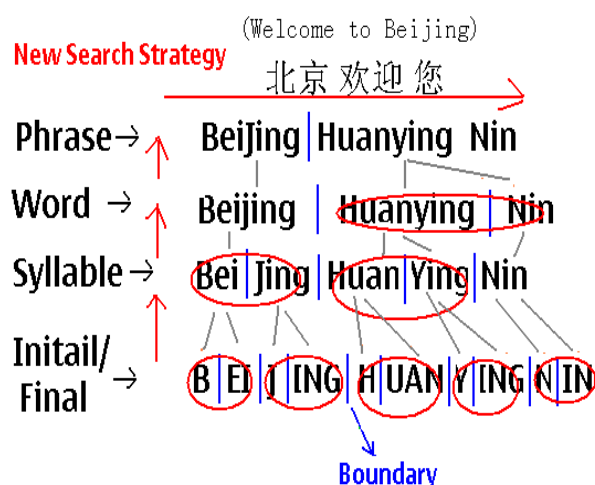 (Welcome to Beijing)
New Search Strategy
北京 欢迎 您
Phrase→ BeiJing Huanying Nin
Word → Beijing Huanying Nin
Syllable→ Bei Jing Huan Ying Nin
Initail/
Final → B EI J ING H UAN Y ING N IN
Boundary